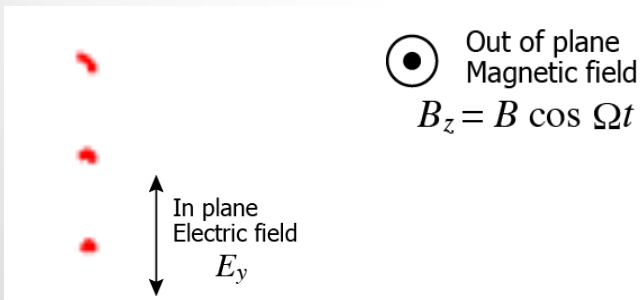 Out of plane
Magnetic field
B_z = B cos Ωt
In plane
Electric field
E_y